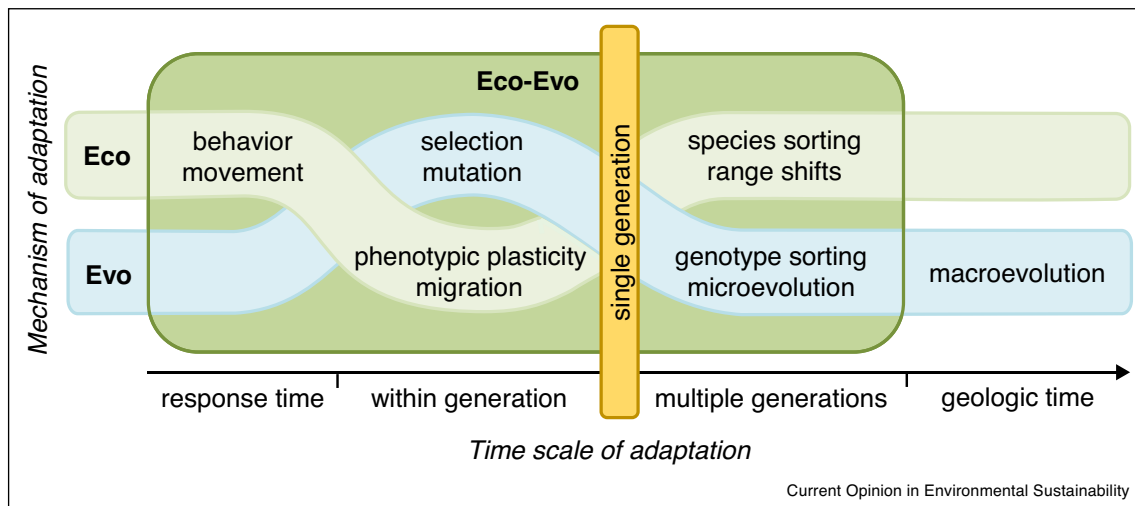 Mechanism of adaptation
Eco-Evo
Eco
behavior
movement
selection
mutation
species sorting
range shifts
Evo
phenotypic plasticity
migration
single generation
genotype sorting
microevolution
macroevolution
response time
within generation
multiple generations
geologic time
Time scale of adaptation
Current Opinion in Environmental Sustainability